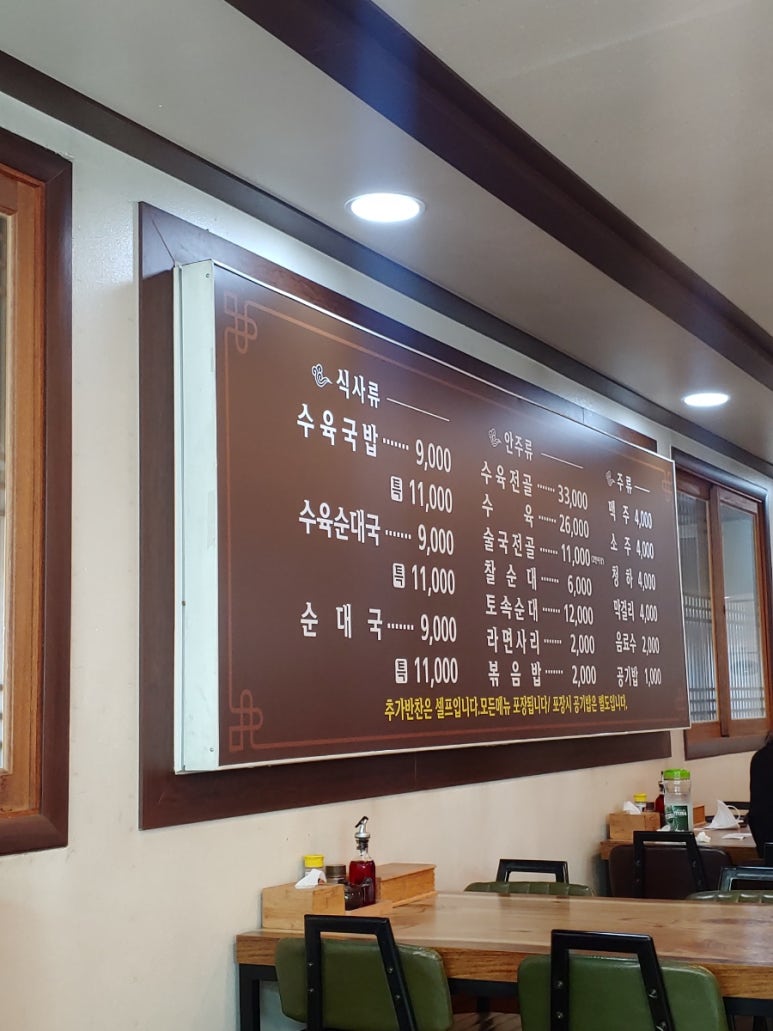 식사류
수육국밥 ······ 9,000
특 11,000
수육순대국 ······ 9,000
특 11,000
순 대 국 ······ 9,000
특 11,000
안주류
수육전골 ······ 33,000
수 육 ······ 26,000
술국전골 ······ 11,000
찰 순 대 ······ 6,000
토속순대 ······ 12,000
라면사리 ······ 2,000
볶 음 밥 ······ 2,000
주류
맥 주 4,000
소 주 4,000
청 하 4,000
막걸리 4,000
음료수 2,000
공기밥 1,000
추가반찬은 셀프입니다.모든메뉴 포장됩니다/ 포장시 공기밥은 별도입니다.